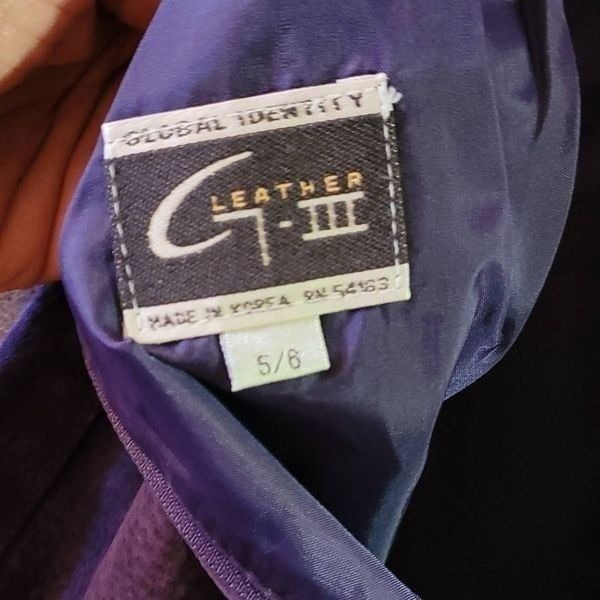 GLOBAL IDENTITY
LEATHER
G-III
MADE IN KOREA RN 54163
5/6